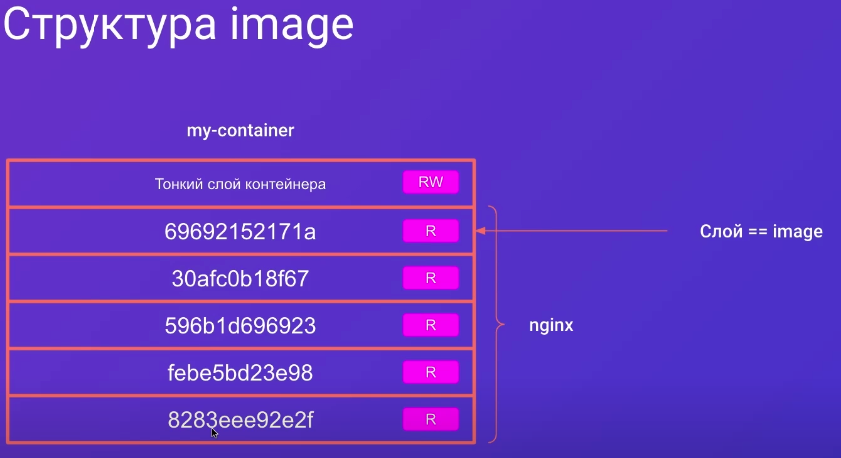 Структура image
my-container
Тонкий слой контейнера RW
69692152171a R
Слой == image
30afc0b18f67 R
596b1d696923 R
nginx
febe5bd23e98 R
8283eee92e2f R